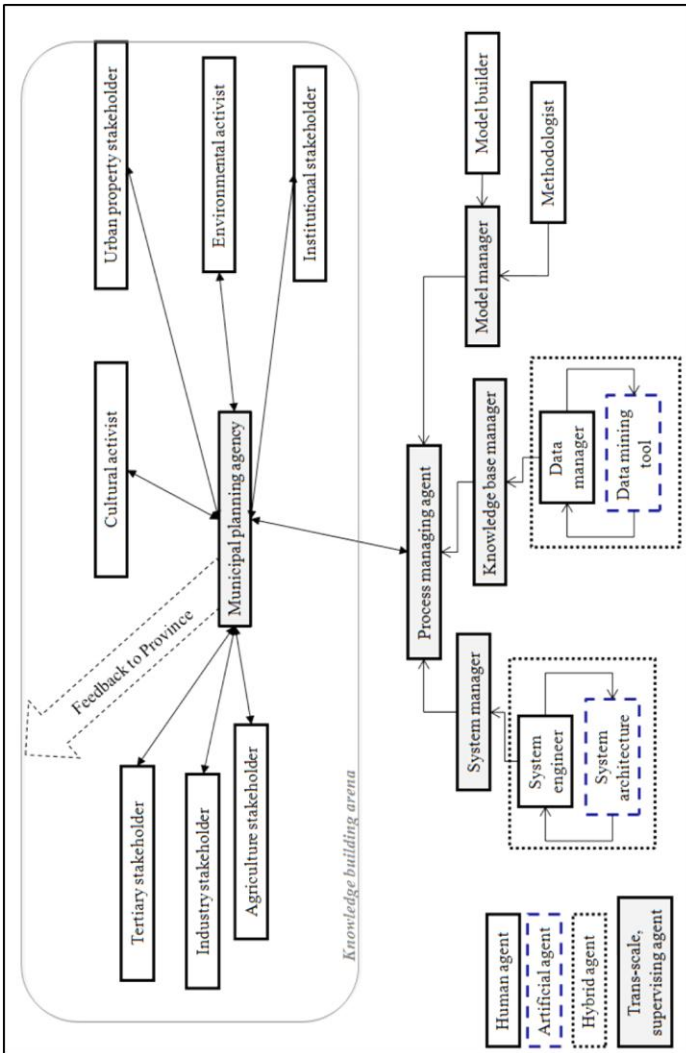 Urban property stakeholder
Environmental activist
Institutional stakeholder
Cultural activist
Municipal planning agency
Feedback to Province
Tertiary stakeholder
Industry stakeholder
Agriculture stakeholder
Knowledge building arena
Process managing agent
Model builder
Methodologist
Model manager
Knowledge base manager
Data
manager
Data mining
tool
System manager
System
engineer
System
architecture
Human agent
Artificial agent
Hybrid agent
Trans-scale,
supervising agent